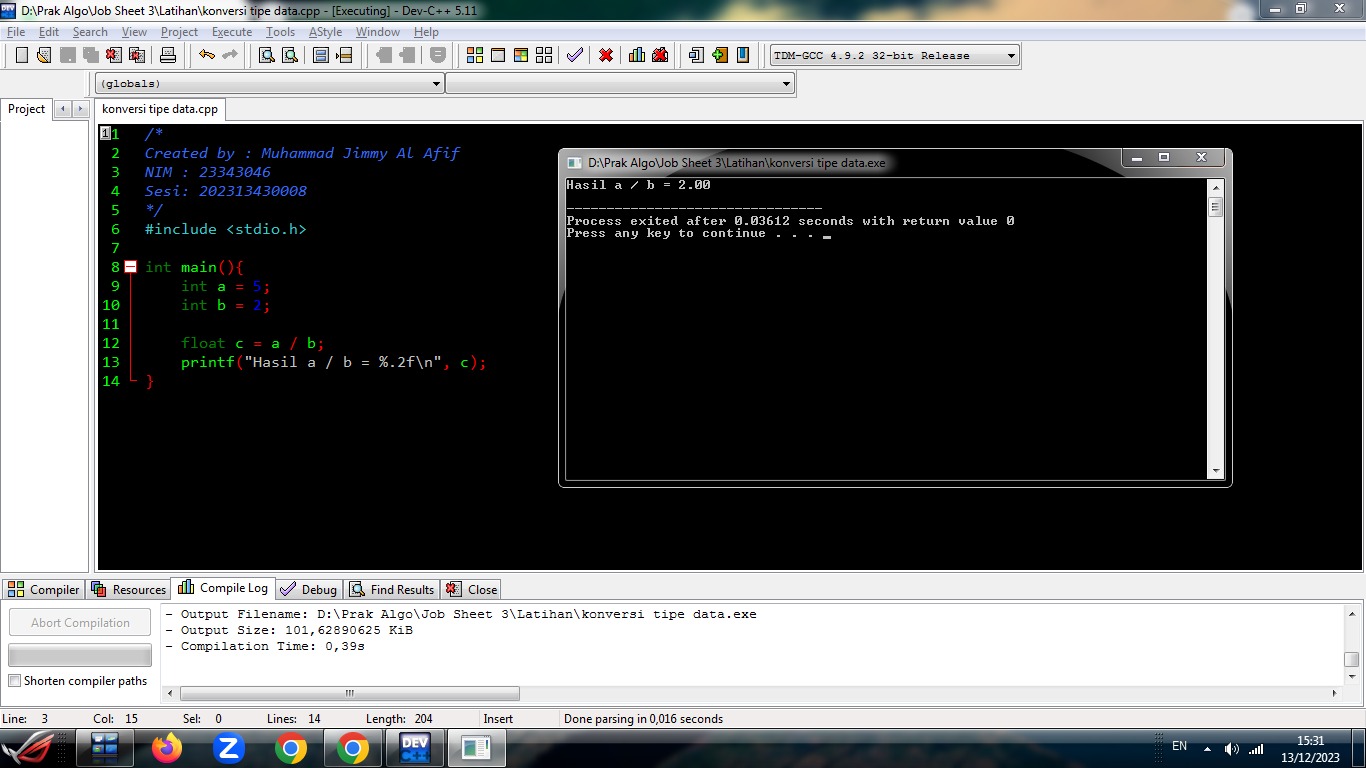 D:\Prak Algo\Job Sheet 3\Latihan\konversi tipe data.cpp - [Executing] - Dev-C++ 5.11
File Edit Search View Project Execute Tools AStyle Window Help
TDM-GCC 4.9.2 32-bit Release
(globals)
Project
konversi tipe data.cpp
1 /*
2 Created by : Muhammad Jimmy Al Afif
3 NIM : 23343046
4 Sesi: 202313430008
5 */
6 #include <stdio.h>
7
8 int main(){
9 int a = 5;
10 int b = 2;
11
12 float c = a / b;
13 printf("Hasil a / b = %.2f\n", c);
14 }
D:\Prak Algo\Job Sheet 3\Latihan\konversi tipe data.exe
Hasil a / b = 2.00
--------------------------------
Process exited after 0.03612 seconds with return value 0
Press any key to continue . . . _
Compiler Resources Compile Log Debug Find Results Close
Abort Compilation
Shorten compiler paths
- Output Filename: D:\Prak Algo\Job Sheet 3\Latihan\konversi tipe data.exe
- Output Size: 101,62890625 KiB
- Compilation Time: 0,39s
Line: 3 Col: 15 Sel: 0 Lines: 14 Length: 204 Insert Done parsing in 0,016 seconds
DEV C++
EN
15:31
13/12/2023